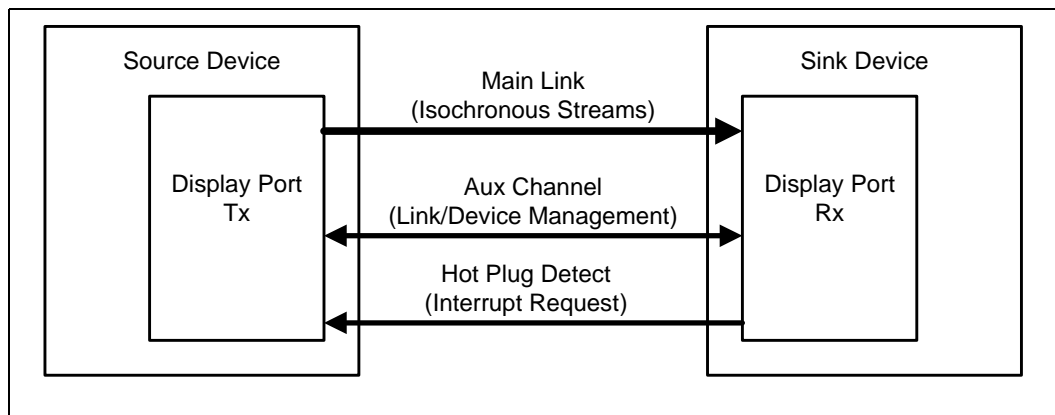 Source Device
Sink Device
Main Link
(Isochronous Streams)
Display Port
Tx
Aux Channel
(Link/Device Management)
Display Port
Rx
Hot Plug Detect
(Interrupt Request)